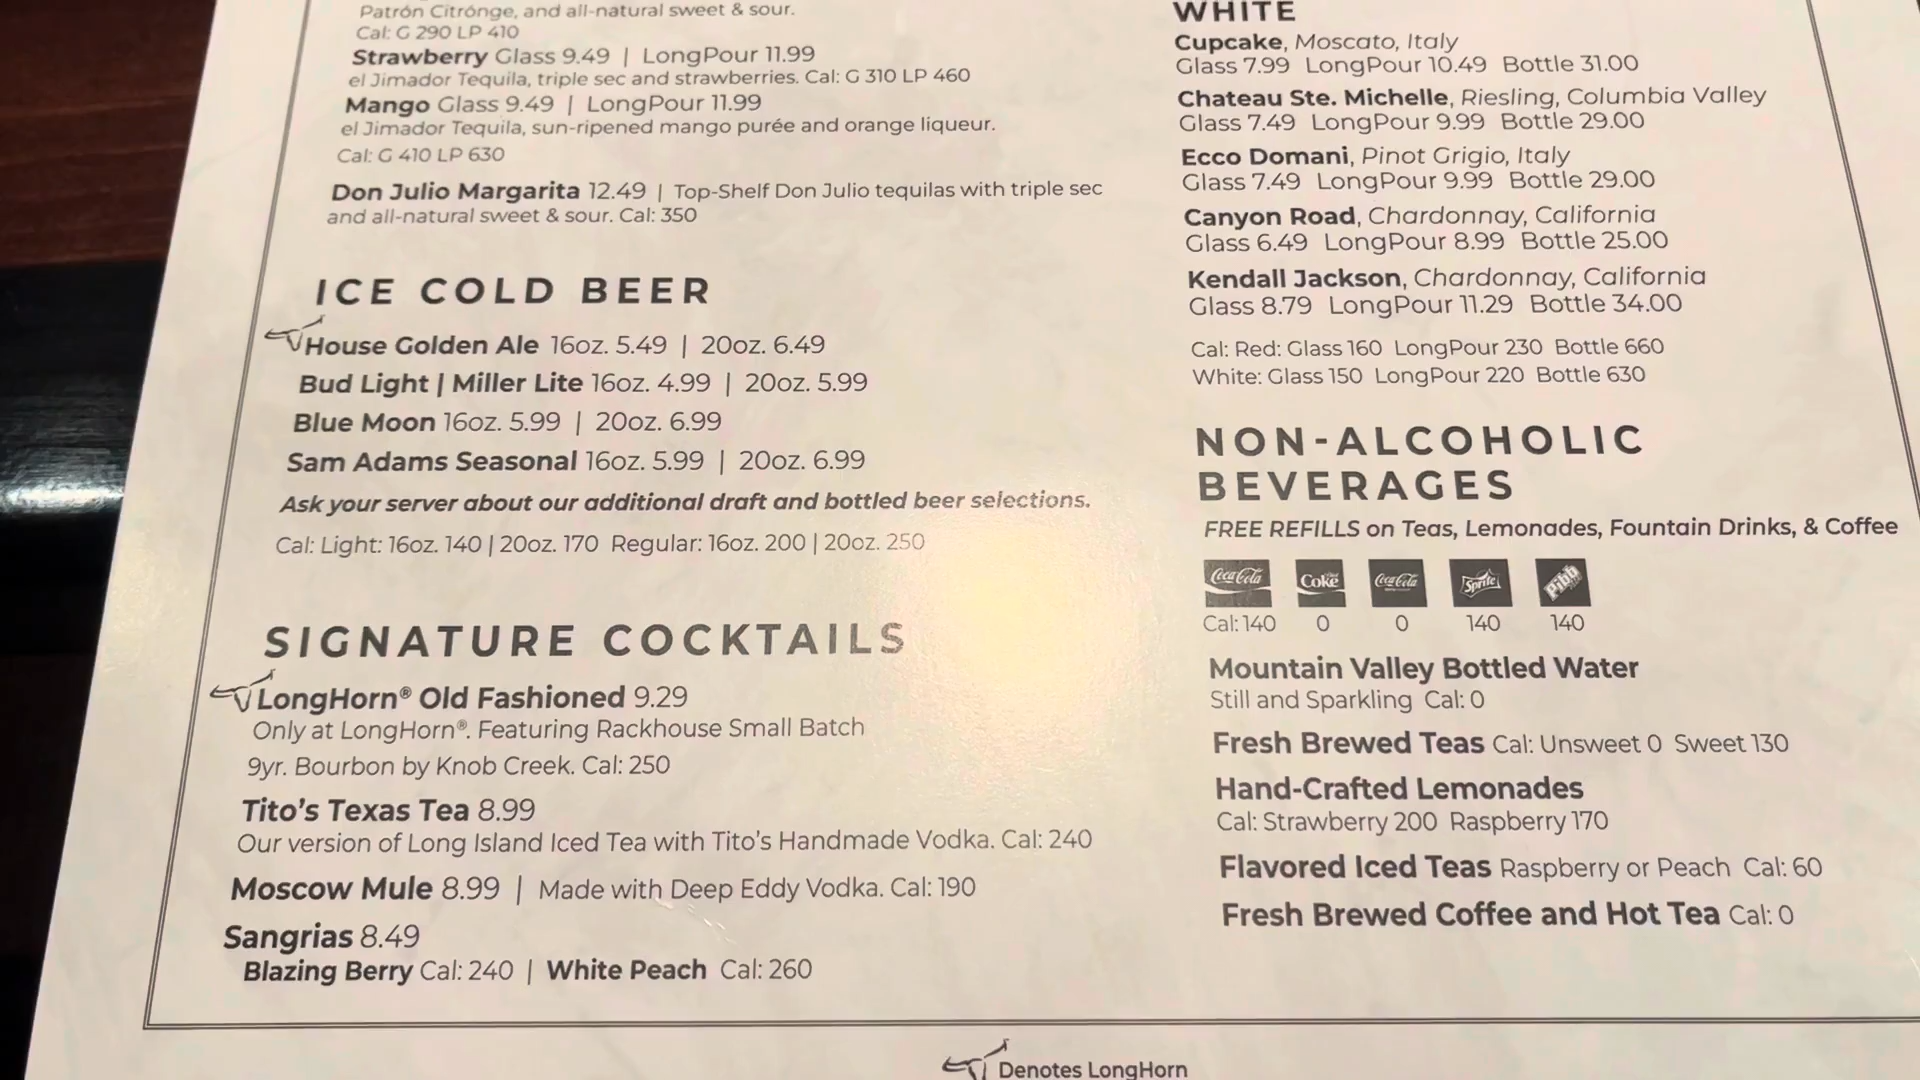 Patrón Citrónge, and all-natural sweet & sour.
Cal: G 290 LP 410
Strawberry Glass 9.49 | LongPour 11.99
el Jimador Tequila, triple sec and strawberries. Cal: G 310 LP 460
Mango Glass 9.49 | LongPour 11.99
el Jimador Tequila, sun-ripened mango purée and orange liqueur.
Cal: G 410 LP 630
Don Julio Margarita 12.49 | Top-Shelf Don Julio tequilas with triple sec
and all-natural sweet & sour. Cal: 350
ICE COLD BEER
House Golden Ale 16oz. 5.49 | 20oz. 6.49
Bud Light | Miller Lite 16oz. 4.99 | 20oz. 5.99
Blue Moon 16oz. 5.99 | 20oz. 6.99
Sam Adams Seasonal 16oz. 5.99 | 20oz. 6.99
Ask your server about our additional draft and bottled beer selections.
Cal: Light: 16oz. 140 | 20oz. 170 Regular: 16oz. 200 | 20oz. 250
SIGNATURE COCKTAILS
LongHorn® Old Fashioned 9.29
Only at LongHorn®. Featuring Rackhouse Small Batch
9yr. Bourbon by Knob Creek. Cal: 250
Tito's Texas Tea 8.99
Our version of Long Island Iced Tea with Tito's Handmade Vodka. Cal: 240
Moscow Mule 8.99 | Made with Deep Eddy Vodka. Cal: 190
Sangrias 8.49
Blazing Berry Cal: 240 | White Peach Cal: 260
WHITE
Cupcake, Moscato, Italy
Glass 7.99 LongPour 10.49 Bottle 31.00
Chateau Ste. Michelle, Riesling, Columbia Valley
Glass 7.49 LongPour 9.99 Bottle 29.00
Ecco Domani, Pinot Grigio, Italy
Glass 7.49 LongPour 9.99 Bottle 29.00
Canyon Road, Chardonnay, California
Glass 6.49 LongPour 8.99 Bottle 25.00
Kendall Jackson, Chardonnay, California
Glass 8.79 LongPour 11.29 Bottle 34.00
Cal: Red: Glass 160 LongPour 230 Bottle 660
White: Glass 150 LongPour 220 Bottle 630
NON-ALCOHOLIC
BEVERAGES
FREE REFILLS on Teas, Lemonades, Fountain Drinks, & Coffee
Coca-Cola Coke Coca-Cola Sprite Pibb
Cal: 140 0 0 140 140
Mountain Valley Bottled Water
Still and Sparkling Cal: 0
Fresh Brewed Teas Cal: Unsweet 0 Sweet 130
Hand-Crafted Lemonades
Cal: Strawberry 200 Raspberry 170
Flavored Iced Teas Raspberry or Peach Cal: 60
Fresh Brewed Coffee and Hot Tea Cal: 0
Denotes LongHorn